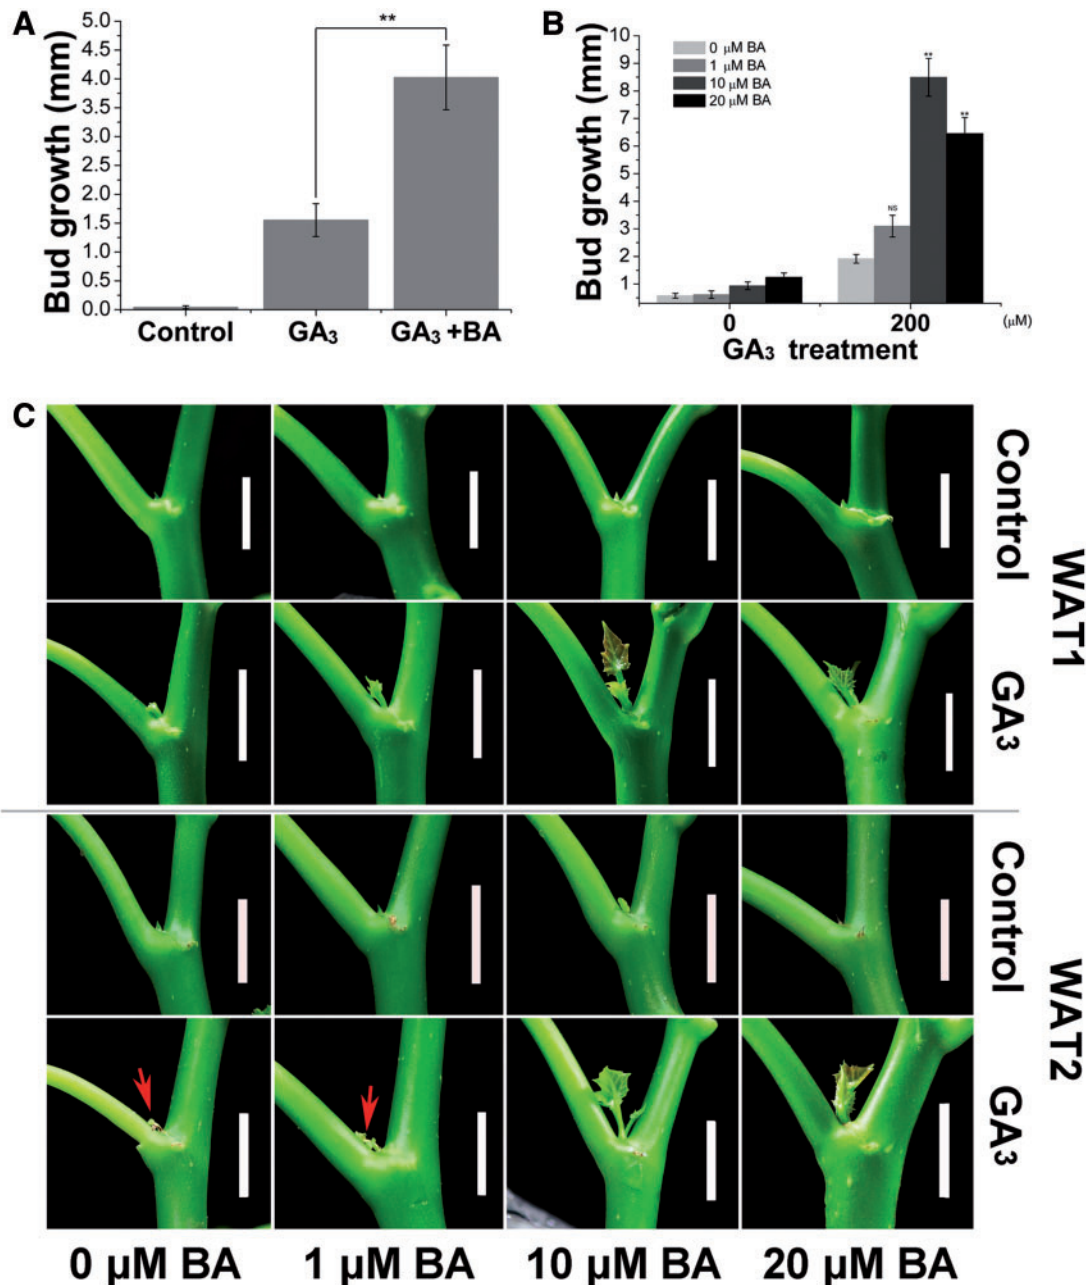 A
Bud growth (mm)
5.0
4.5
4.0
3.5
3.0
2.5
2.0
1.5
1.0
0.5
0.0
**
Control
GA₃
GA₃ +BA
B
Bud growth (mm)
10
9
8
7
6
5
4
3
2
1
0 μM BA
1 μM BA
10 μM BA
20 μM BA
NS
**
**
0
200
(μM)
GA₃ treatment
C
Control
GA₃
WAT1
Control
GA₃
WAT2
0 μM BA
1 μM BA
10 μM BA
20 μM BA